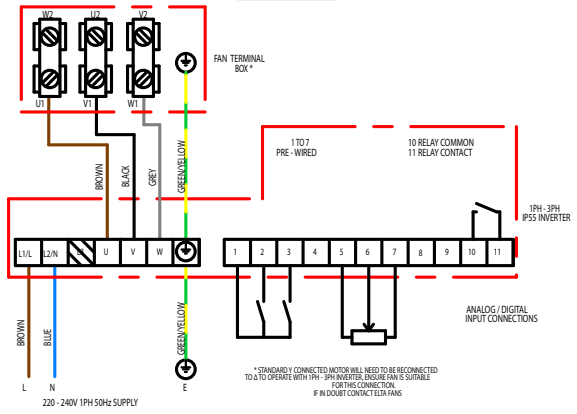 W2 U2 V2
FAN TERMINAL
BOX *
U1 V1 W1
1 TO 7
PRE - WIRED
10 RELAY COMMON
11 RELAY CONTACT
BROWN
BLACK
GREY
GREEN/YELLOW
1PH - 3PH
IP55 INVERTER
L1/L L2/N L3 U V W
1 2 3 4 5 6 7 8 9 10 11
BROWN
BLUE
GREEN/YELLOW
ANALOG / DIGITAL
INPUT CONNECTIONS
L N E
220 - 240V 1PH 50Hz SUPPLY
* STANDARD Y CONNECTED MOTOR WILL NEED TO BE RECONNECTED
TO Δ TO OPERATE WITH 1PH - 3PH INVERTER, ENSURE FAN IS SUITABLE
FOR THIS CONNECTION.
IF IN DOUBT CONTACT ELTA FANS